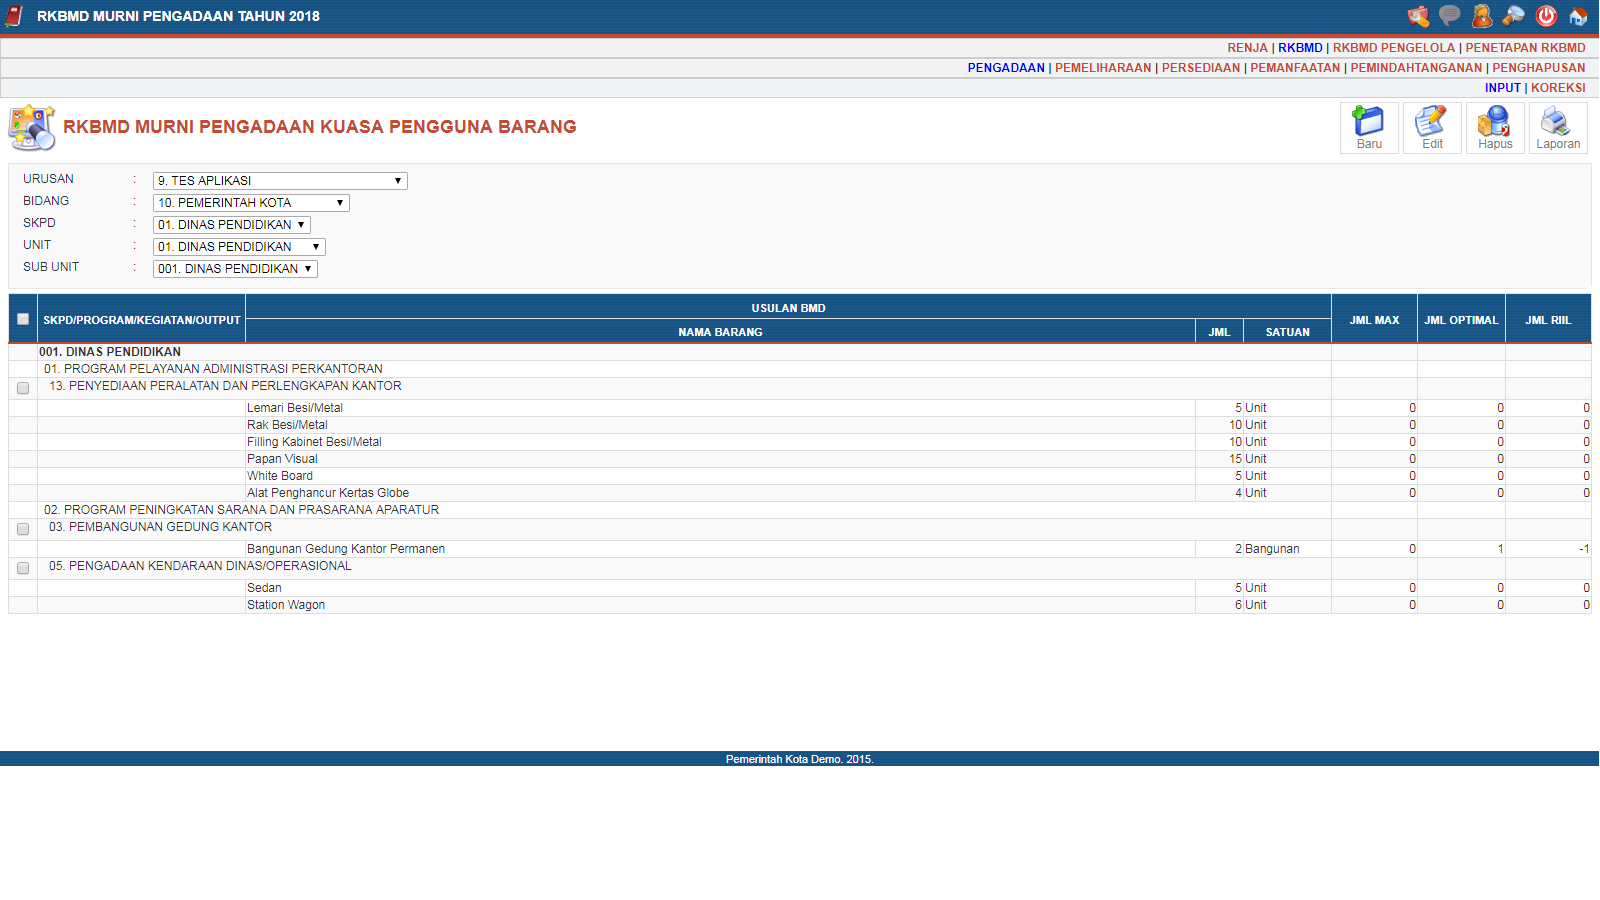 RKBMD MURNI PENGADAAN TAHUN 2018
RENJA | RKBMD | RKBMD PENGELOLA | PENETAPAN RKBMD
PENGADAAN | PEMELIHARAAN | PERSEDIAAN | PEMANFAATAN | PEMINDAHTANGANAN | PENGHAPUSAN
INPUT | KOREKSI
RKBMD MURNI PENGADAAN KUASA PENGGUNA BARANG
Baru Edit Hapus Laporan
URUSAN : 9. TES APLIKASI
BIDANG : 10. PEMERINTAH KOTA
SKPD : 01. DINAS PENDIDIKAN
UNIT : 01. DINAS PENDIDIKAN
SUB UNIT : 001. DINAS PENDIDIKAN
SKPD/PROGRAM/KEGIATAN/OUTPUT USULAN BMD JML MAX JML OPTIMAL JML RIIL
NAMA BARANG JML SATUAN
001. DINAS PENDIDIKAN
01. PROGRAM PELAYANAN ADMINISTRASI PERKANTORAN
13. PENYEDIAAN PERALATAN DAN PERLENGKAPAN KANTOR
Lemari Besi/Metal 5 Unit 0 0 0
Rak Besi/Metal 10 Unit 0 0 0
Filling Kabinet Besi/Metal 10 Unit 0 0 0
Papan Visual 15 Unit 0 0 0
White Board 5 Unit 0 0 0
Alat Penghancur Kertas Globe 4 Unit 0 0 0
02. PROGRAM PENINGKATAN SARANA DAN PRASARANA APARATUR
03. PEMBANGUNAN GEDUNG KANTOR
Bangunan Gedung Kantor Permanen 2 Bangunan 0 1 -1
05. PENGADAAN KENDARAAN DINAS/OPERASIONAL
Sedan 5 Unit 0 0 0
Station Wagon 6 Unit 0 0 0
Pemerintah Kota Demo. 2015.